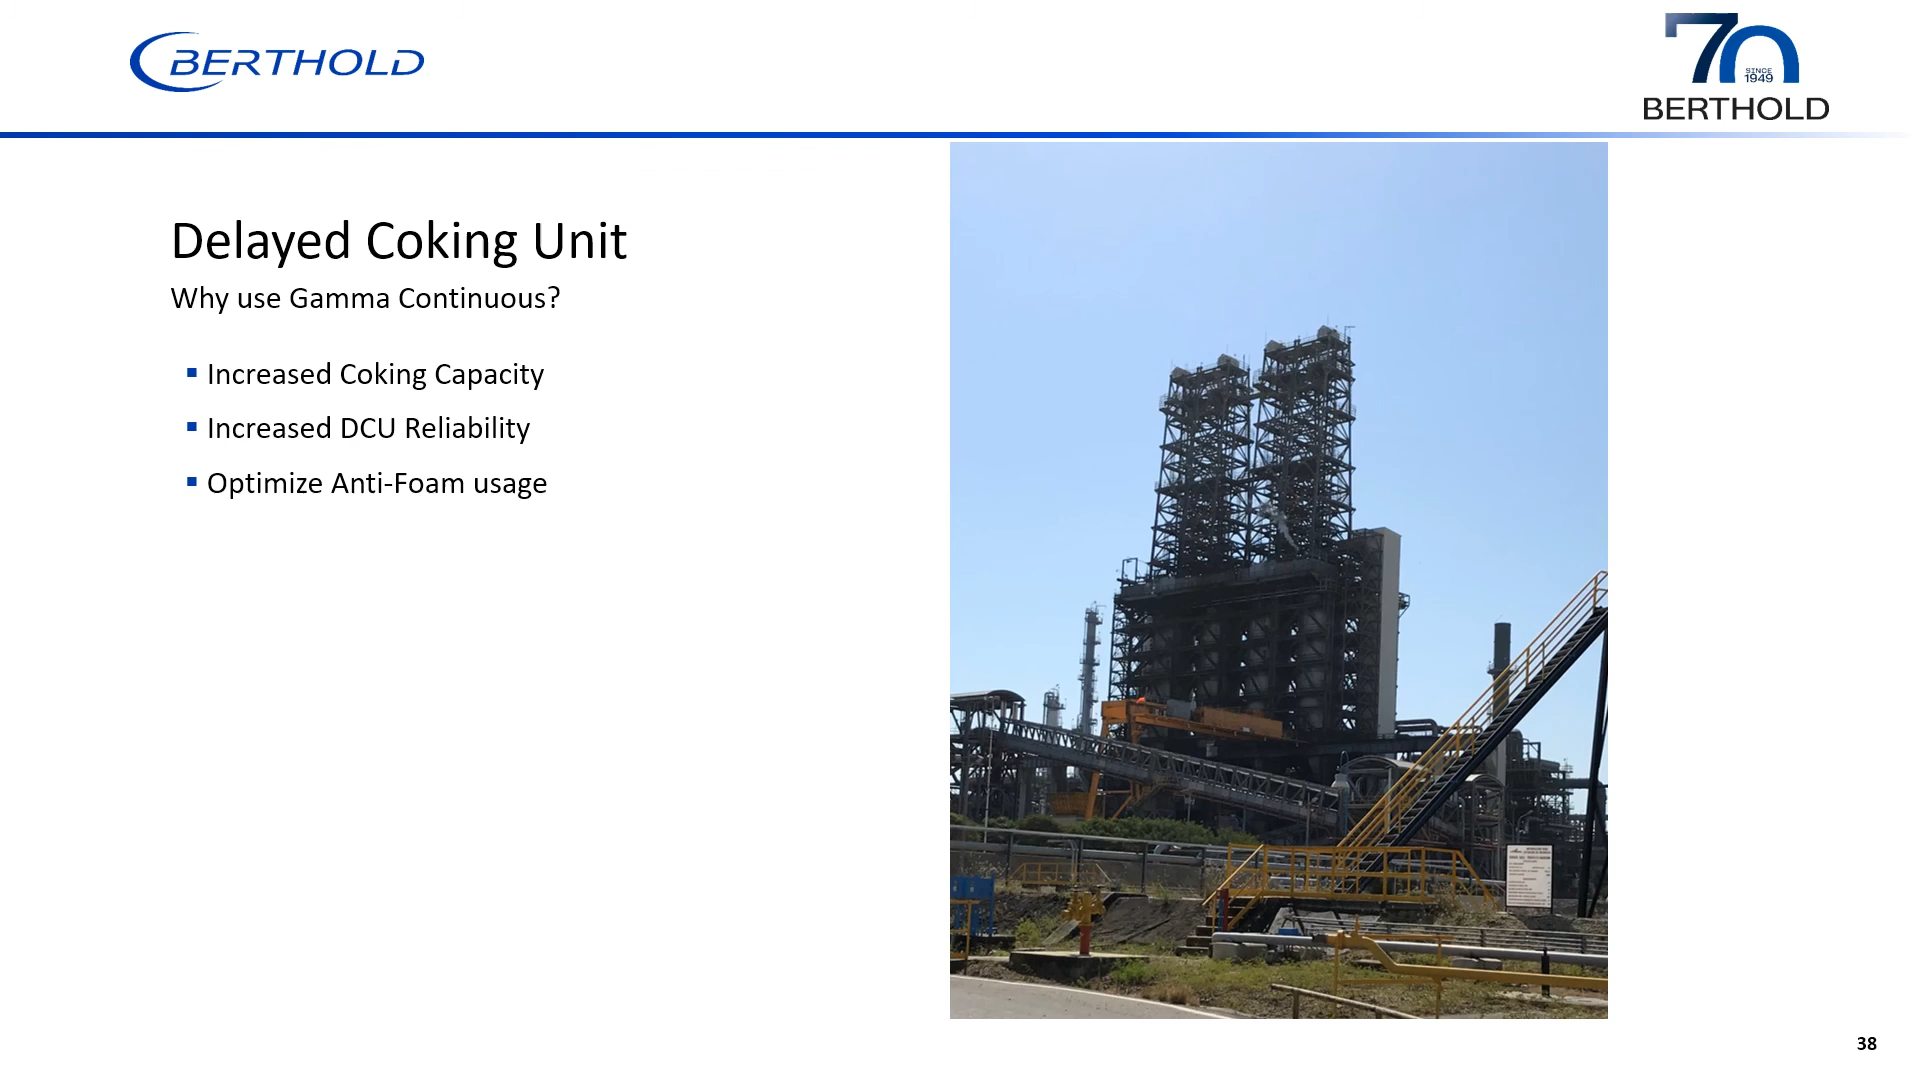 BERTHOLD
70
SINCE
1949
BERTHOLD
Delayed Coking Unit
Why use Gamma Continuous?
Increased Coking Capacity
Increased DCU Reliability
Optimize Anti-Foam usage
38